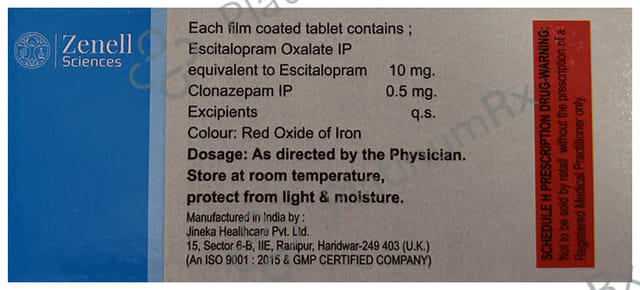 Zenell
Sciences
Each film coated tablet contains ;
Escitalopram Oxalate IP
equivalent to Escitalopram 10 mg.
Clonazepam IP 0.5 mg.
Excipients q.s.
Colour: Red Oxide of Iron
Dosage: As directed by the Physician.
Store at room temperature,
protect from light & moisture.
Manufactured in India by :
Jineka Healthcare Pvt. Ltd.
15, Sector 6-B, IIE, Ranipur, Haridwar-249 403 (U.K.)
(An ISO 9001 : 2015 & GMP CERTIFIED COMPANY)
SCHEDULE H PRESCRIPTION DRUG-WARNING:
Not to be sold by retail without the prescription of a
Registered Medical Practitioner only.